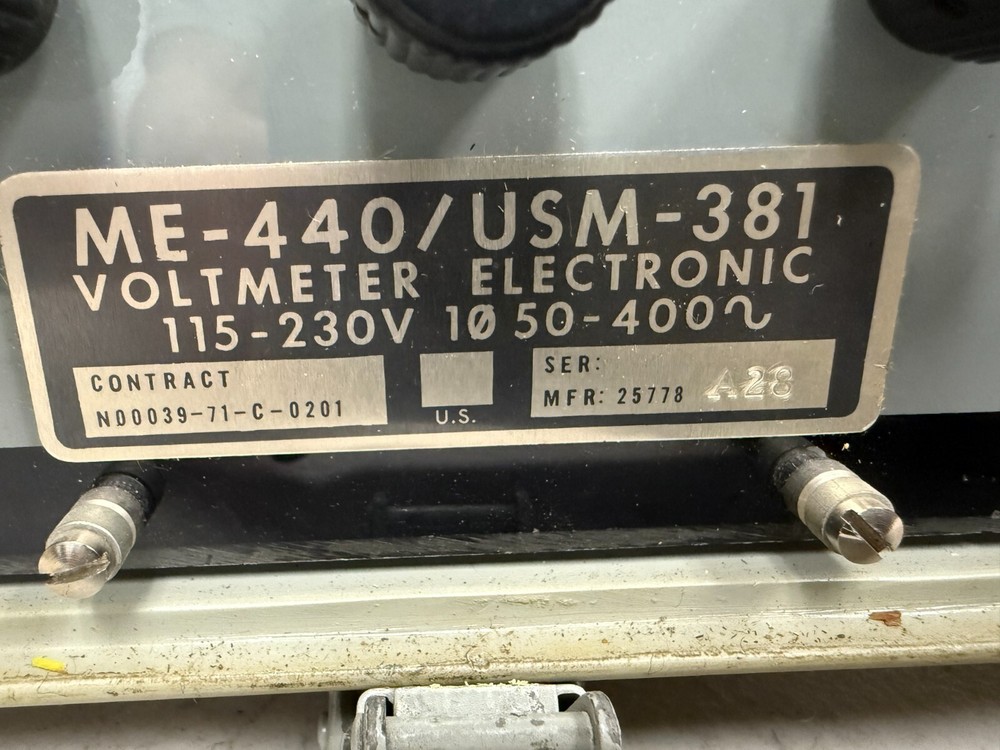 ME-440/USM-381
VOLTMETER ELECTRONIC
115-230V 1Ø 50-400∿
CONTRACT
N00039-71-C-0201
U.S.
SER:
MFR: 25778 A28